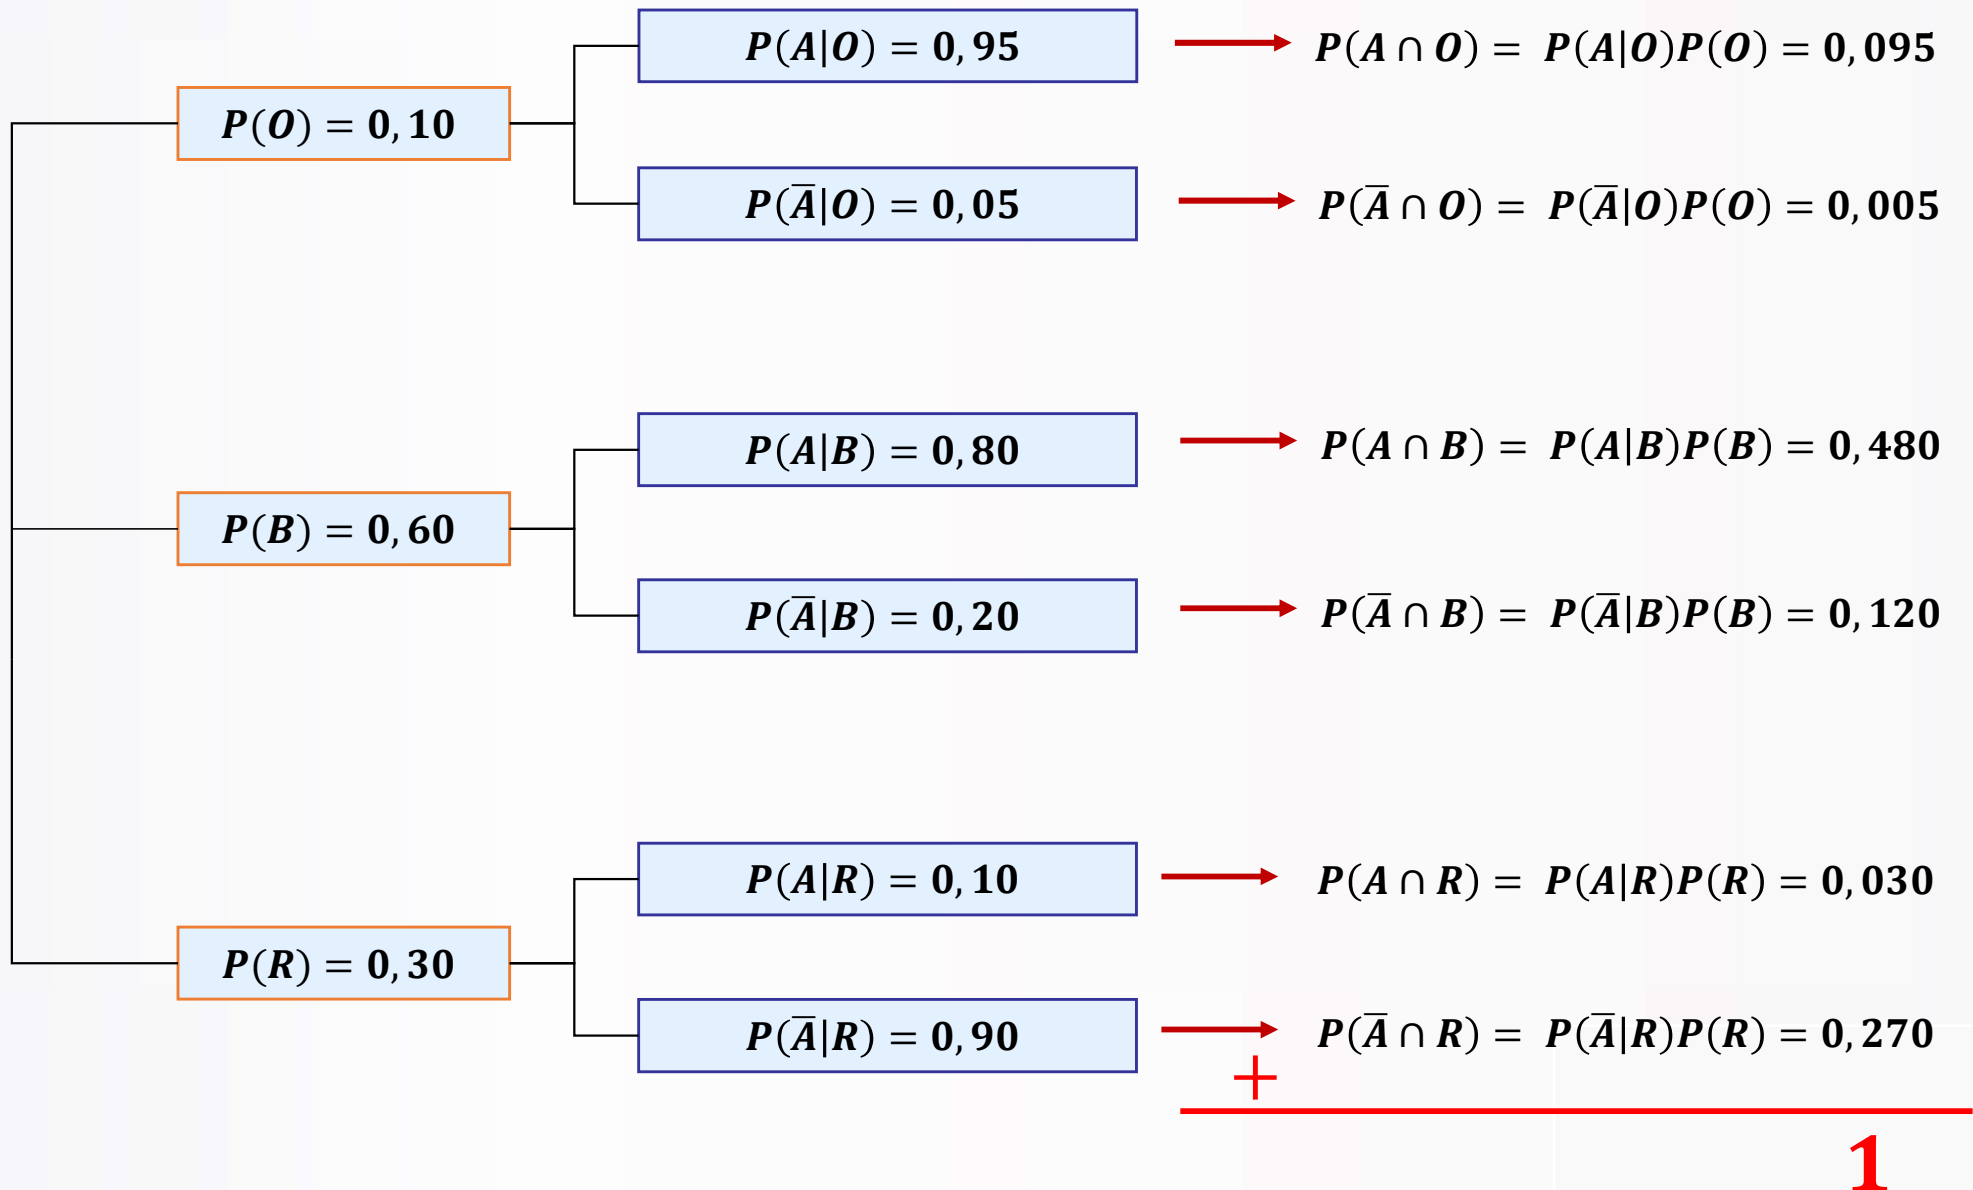 P(A|O) = 0,95
P(A ∩ O) = P(A|O)P(O) = 0,095
P(O) = 0,10
P(A̅|O) = 0,05
P(A̅ ∩ O) = P(A̅|O)P(O) = 0,005
P(A|B) = 0,80
P(A ∩ B) = P(A|B)P(B) = 0,480
P(B) = 0,60
P(A̅|B) = 0,20
P(A̅ ∩ B) = P(A̅|B)P(B) = 0,120
P(A|R) = 0,10
P(A ∩ R) = P(A|R)P(R) = 0,030
P(R) = 0,30
P(A̅|R) = 0,90
P(A̅ ∩ R) = P(A̅|R)P(R) = 0,270
+
1